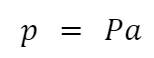 p = Pa